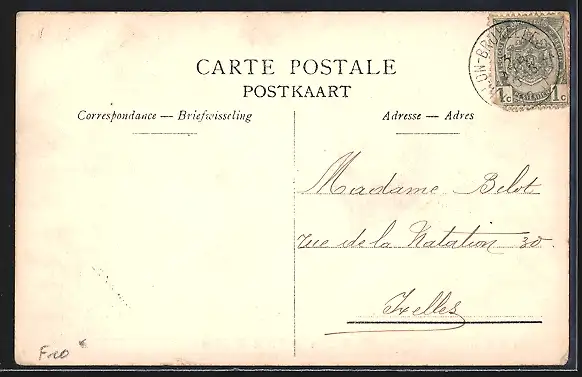 CARTE POSTALE
POSTKAART
Correspondance — Briefwisseling
Adresse — Adres
Madame Belot
rue de la Natation 30.
Ixelles
1c 1c